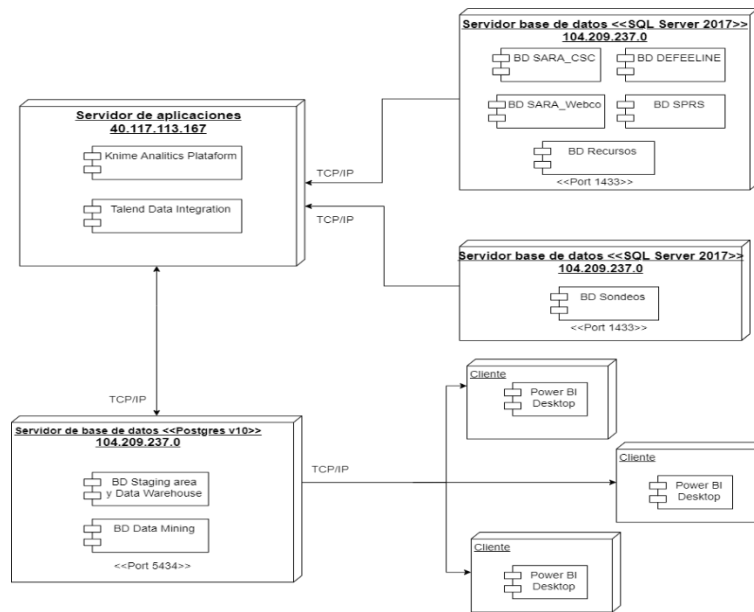 Servidor base de datos <<SQL Server 2017>>
104.209.237.0
BD SARA_CSC
BD DEFEELINE
BD SARA_Webco
BD SPRS
BD Recursos
<<Port 1433>>
Servidor de aplicaciones
40.117.113.167
Knime Analitics Plataform
Talend Data Integration
TCP/IP
TCP/IP
Servidor base de datos <<SQL Server 2017>>
104.209.237.0
BD Sondeos
<<Port 1433>>
TCP/IP
Servidor de base de datos <<Postgres v10>>
104.209.237.0
BD Staging area
y Data Warehouse
BD Data Mining
<<Port 5434>>
TCP/IP
Cliente
Power BI
Desktop
Cliente
Power BI
Desktop
Cliente
Power BI
Desktop